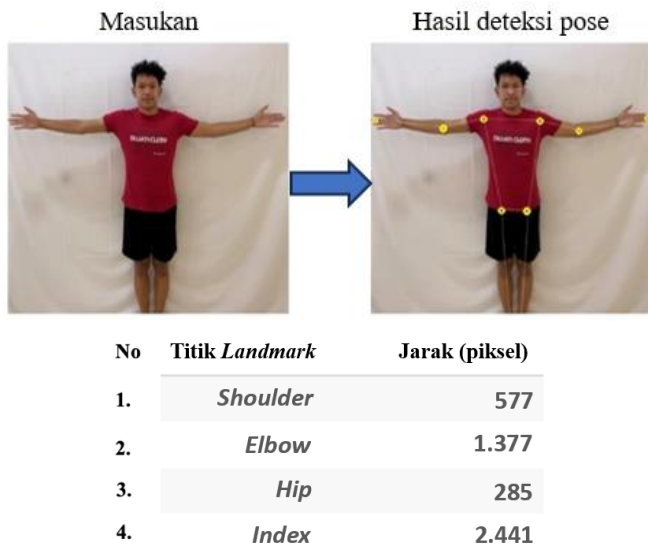 Masukan
Hasil deteksi pose
No Titik Landmark Jarak (piksel)
1. Shoulder 577
2. Elbow 1.377
3. Hip 285
4. Index 2.441